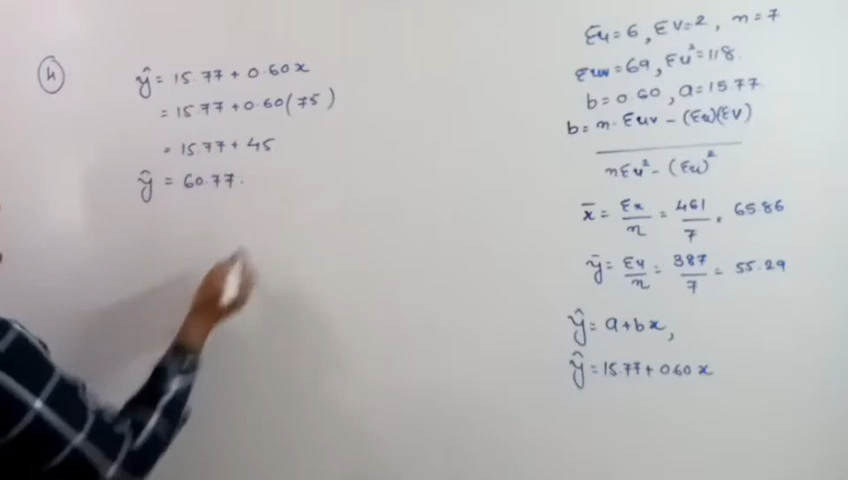 4
ŷ = 15.77 + 0.60x
= 15.77 + 0.60(75)
= 15.77 + 45
ŷ = 60.77.
Σu = 6, Σv = 2, n = 7
Σuv = 69, Σu² = 118.
b = 0.60, a = 15.77.
b = n. Σuv - (Σu)(Σv)
nΣu² - (Σu)²
x̄ = Σx/n = 461/7 = 65.86
ȳ = Σy/n = 387/7 = 55.29
ŷ = a + bx,
ŷ = 15.77 + 0.60x